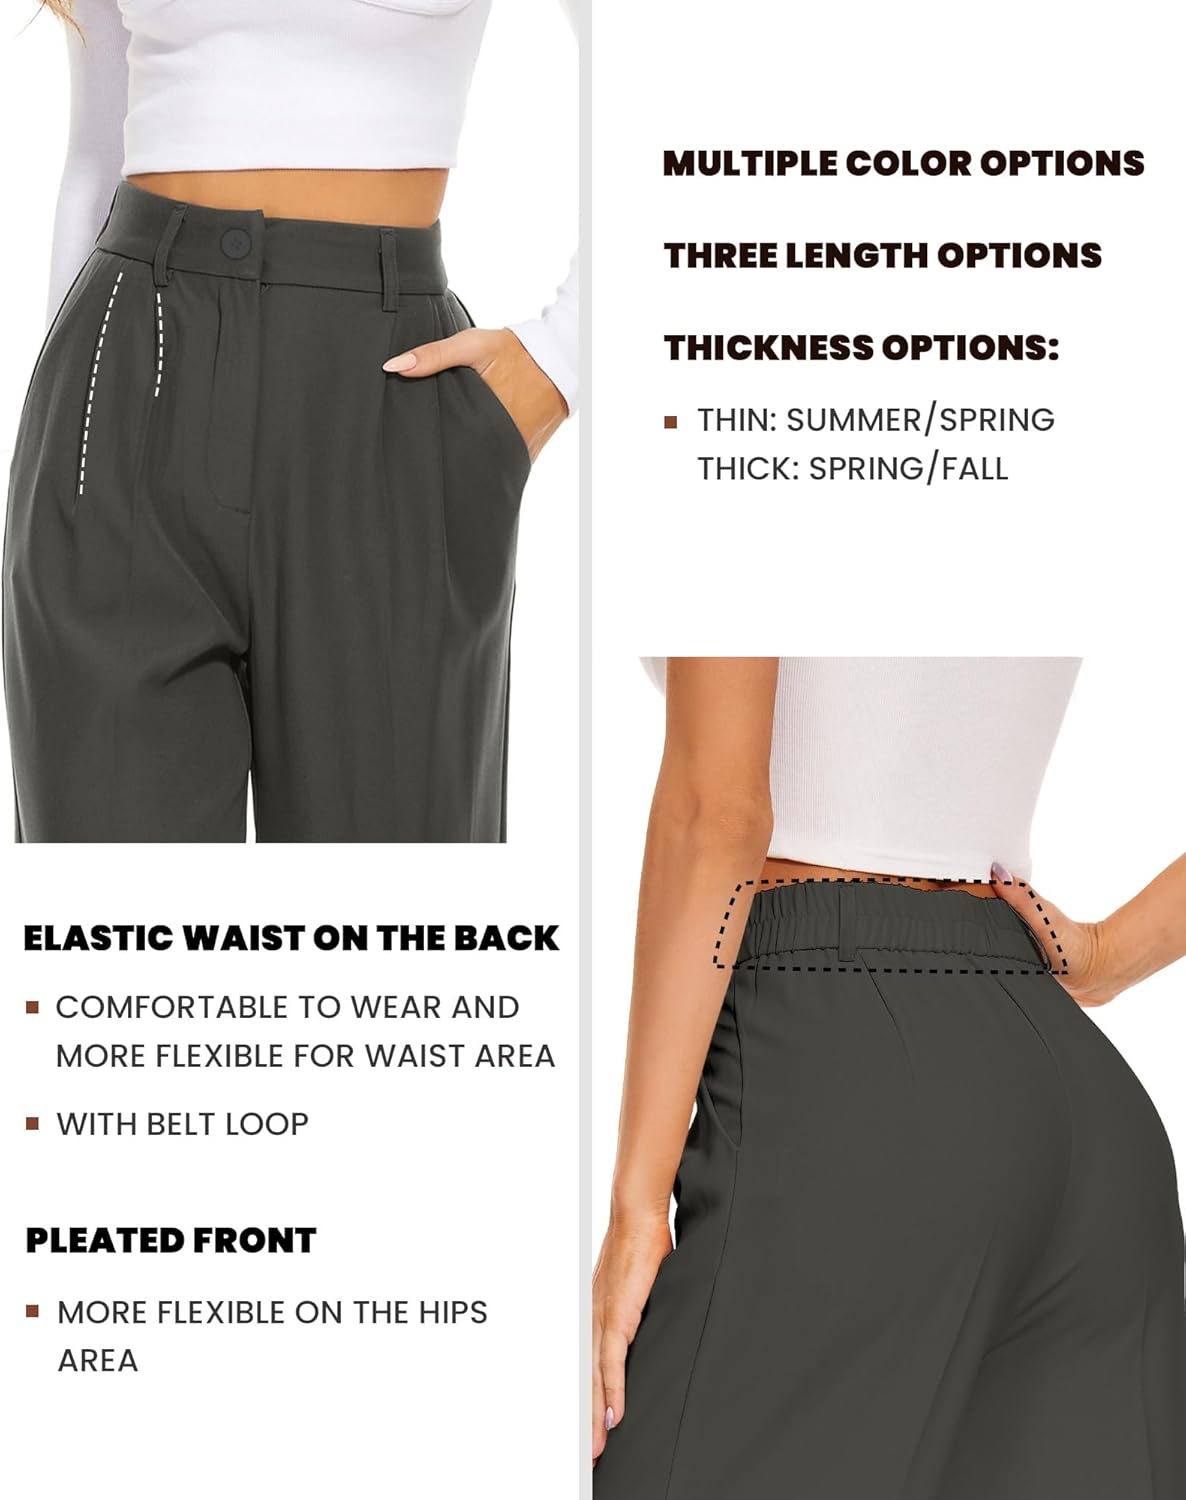 MULTIPLE COLOR OPTIONS
THREE LENGTH OPTIONS
THICKNESS OPTIONS:
▪ THIN: SUMMER/SPRING
THICK: SPRING/FALL
ELASTIC WAIST ON THE BACK
▪ COMFORTABLE TO WEAR AND
MORE FLEXIBLE FOR WAIST AREA
▪ WITH BELT LOOP
PLEATED FRONT
▪ MORE FLEXIBLE ON THE HIPS
AREA